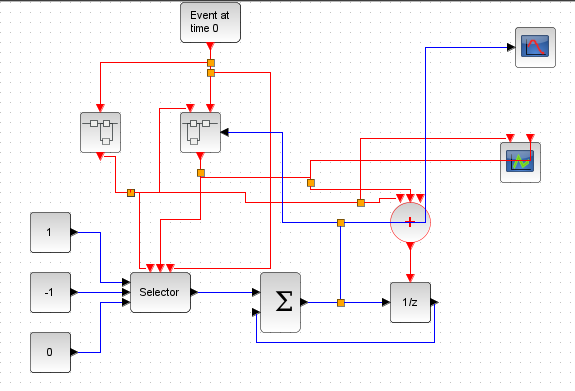 Event at
time 0
1
+
-1
Selector
Σ
1/z
0